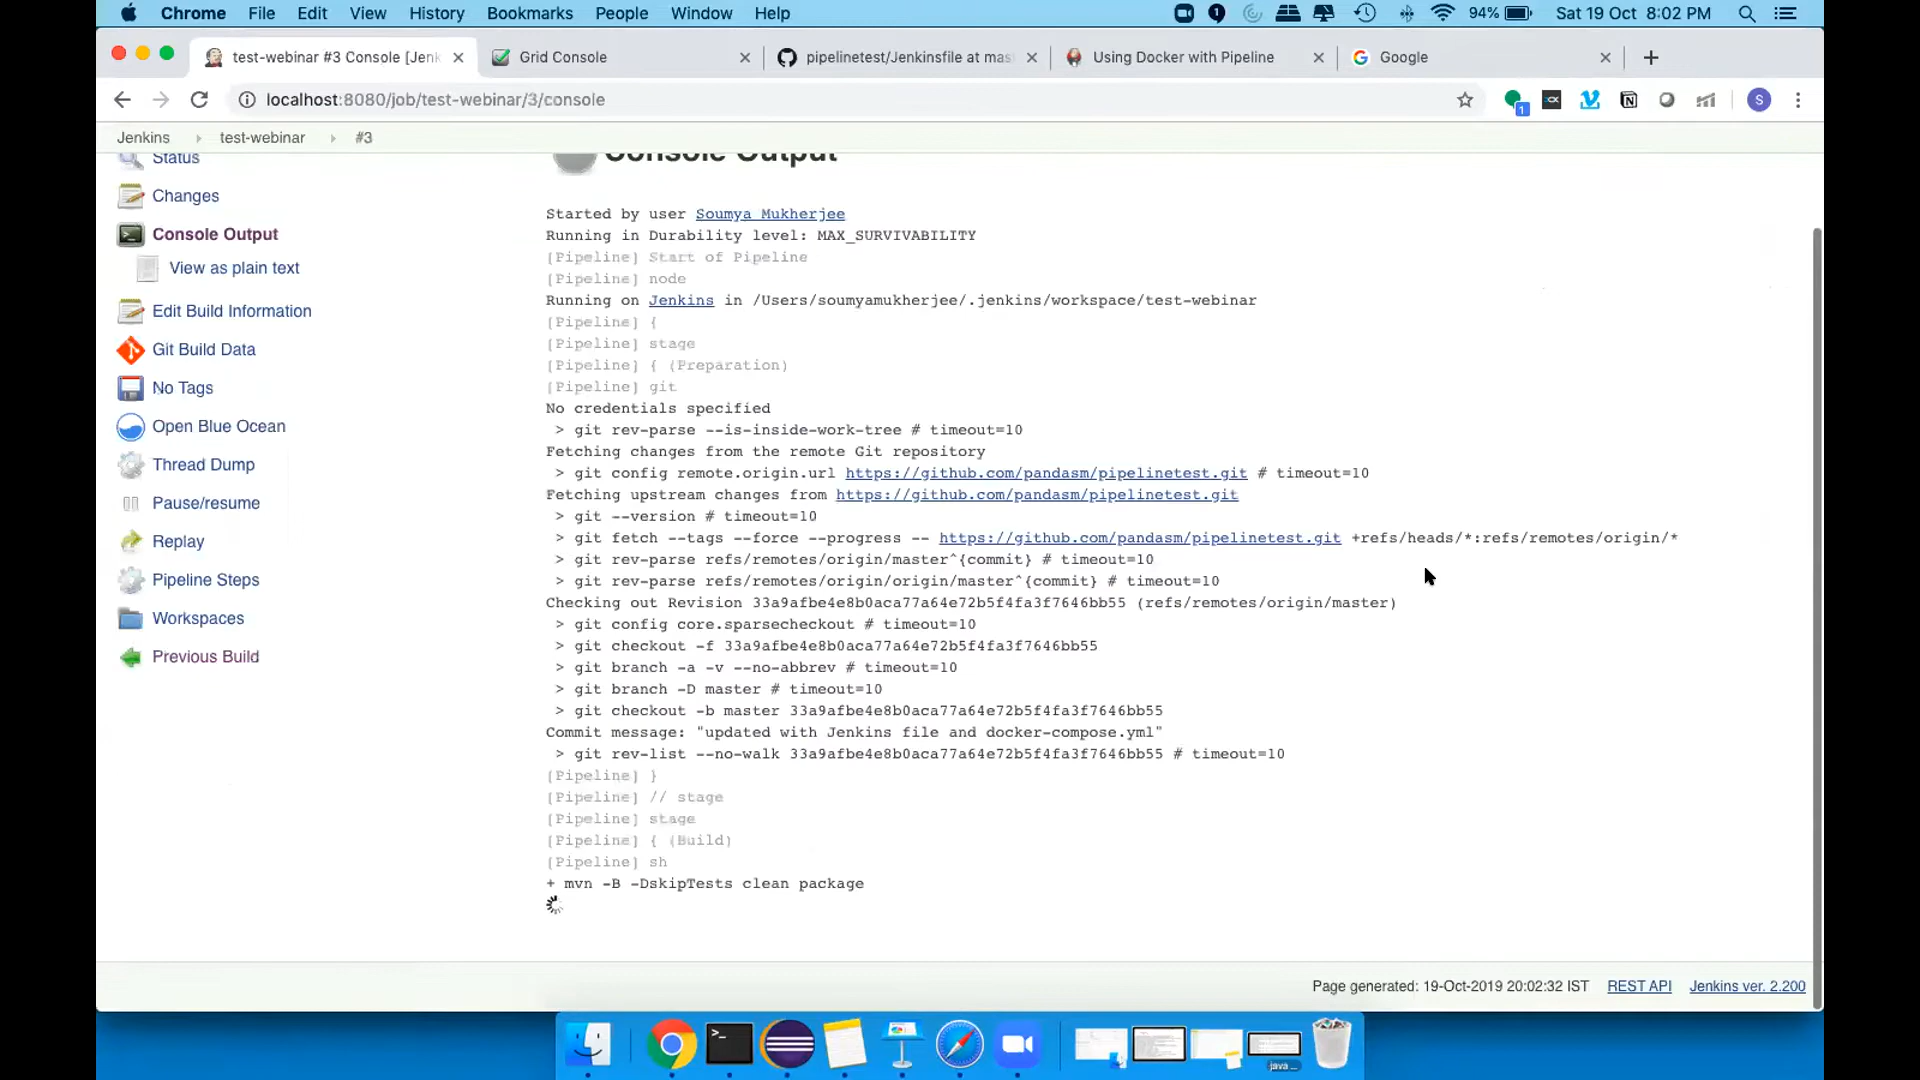 Chrome File Edit View History Bookmarks People Window Help 94% Sat 19 Oct 8:02 PM
test-webinar #3 Console [Jenk Grid Console pipelinetest/Jenkinsfile at mas Using Docker with Pipeline Google
localhost:8080/job/test-webinar/3/console
Jenkins test-webinar #3
Status
Changes
Console Output
View as plain text
Edit Build Information
Git Build Data
No Tags
Open Blue Ocean
Thread Dump
Pause/resume
Replay
Pipeline Steps
Workspaces
Previous Build
Console Output
Started by user Soumya Mukherjee
Running in Durability level: MAX_SURVIVABILITY
[Pipeline] Start of Pipeline
[Pipeline] node
Running on Jenkins in /Users/soumyamukherjee/.jenkins/workspace/test-webinar
[Pipeline] {
[Pipeline] stage
[Pipeline] { (Preparation)
[Pipeline] git
No credentials specified
> git rev-parse --is-inside-work-tree # timeout=10
Fetching changes from the remote Git repository
> git config remote.origin.url https://github.com/pandasm/pipelinetest.git # timeout=10
Fetching upstream changes from https://github.com/pandasm/pipelinetest.git
> git --version # timeout=10
> git fetch --tags --force --progress -- https://github.com/pandasm/pipelinetest.git +refs/heads/*:refs/remotes/origin/*
> git rev-parse refs/remotes/origin/master^{commit} # timeout=10
> git rev-parse refs/remotes/origin/origin/master^{commit} # timeout=10
Checking out Revision 33a9afbe4e8b0aca77a64e72b5f4fa3f7646bb55 (refs/remotes/origin/master)
> git config core.sparsecheckout # timeout=10
> git checkout -f 33a9afbe4e8b0aca77a64e72b5f4fa3f7646bb55
> git branch -a -v --no-abbrev # timeout=10
> git branch -D master # timeout=10
> git checkout -b master 33a9afbe4e8b0aca77a64e72b5f4fa3f7646bb55
Commit message: "updated with Jenkins file and docker-compose.yml"
> git rev-list --no-walk 33a9afbe4e8b0aca77a64e72b5f4fa3f7646bb55 # timeout=10
[Pipeline] }
[Pipeline] // stage
[Pipeline] stage
[Pipeline] { (Build)
[Pipeline] sh
+ mvn -B -DskipTests clean package
Page generated: 19-Oct-2019 20:02:32 IST REST API Jenkins ver. 2.200
java ...